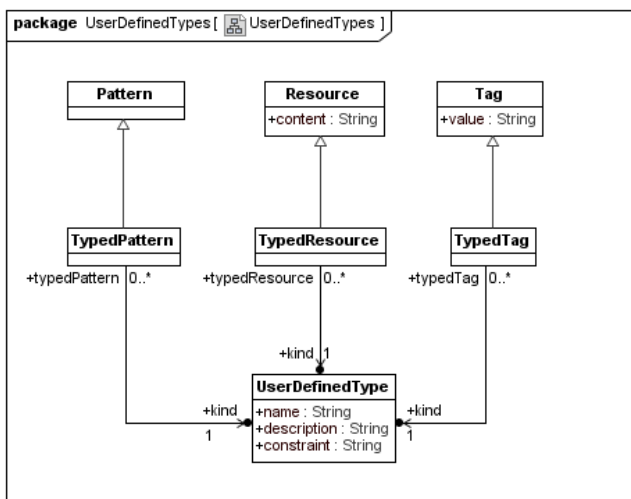 package UserDefinedTypes [ UserDefinedTypes ]
Pattern
Resource
+content : String
Tag
+value : String
TypedPattern
TypedResource
TypedTag
+typedPattern 0..*
+typedResource 0..*
+typedTag 0..*
+kind 1
UserDefinedType
+name : String
+description : String
+constraint : String
+kind
1
+kind
1